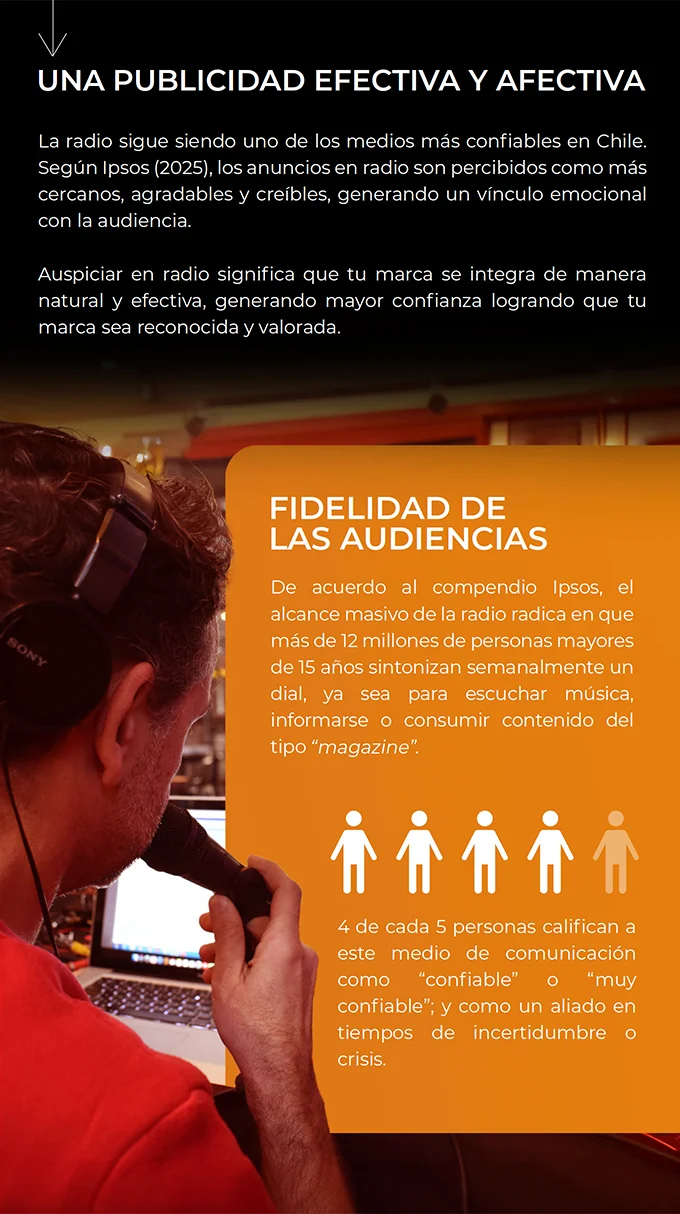 UNA PUBLICIDAD EFECTIVA Y AFECTIVA
La radio sigue siendo uno de los medios más confiables en Chile.
Según Ipsos (2025), los anuncios en radio son percibidos como más
cercanos, agradables y creíbles, generando un vínculo emocional
con la audiencia.
Auspiciar en radio significa que tu marca se integra de manera
natural y efectiva, generando mayor confianza logrando que tu
marca sea reconocida y valorada.
FIDELIDAD DE
LAS AUDIENCIAS
De acuerdo al compendio Ipsos, el
alcance masivo de la radio radica en que
más de 12 millones de personas mayores
de 15 años sintonizan semanalmente un
dial, ya sea para escuchar música,
informarse o consumir contenido del
tipo “magazine”.
SONY
4 de cada 5 personas califican a
este medio de comunicación
como “confiable” o “muy
confiable”; y como un aliado en
tiempos de incertidumbre o
crisis.